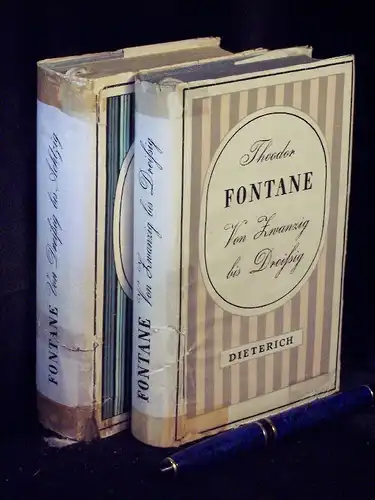 FONTANE Von Dreißig bis Achtzig
FONTANE Von Zwanzig bis Dreißig
Theodor
FONTANE
Von Zwanzig
bis Dreißig
DIETERICH